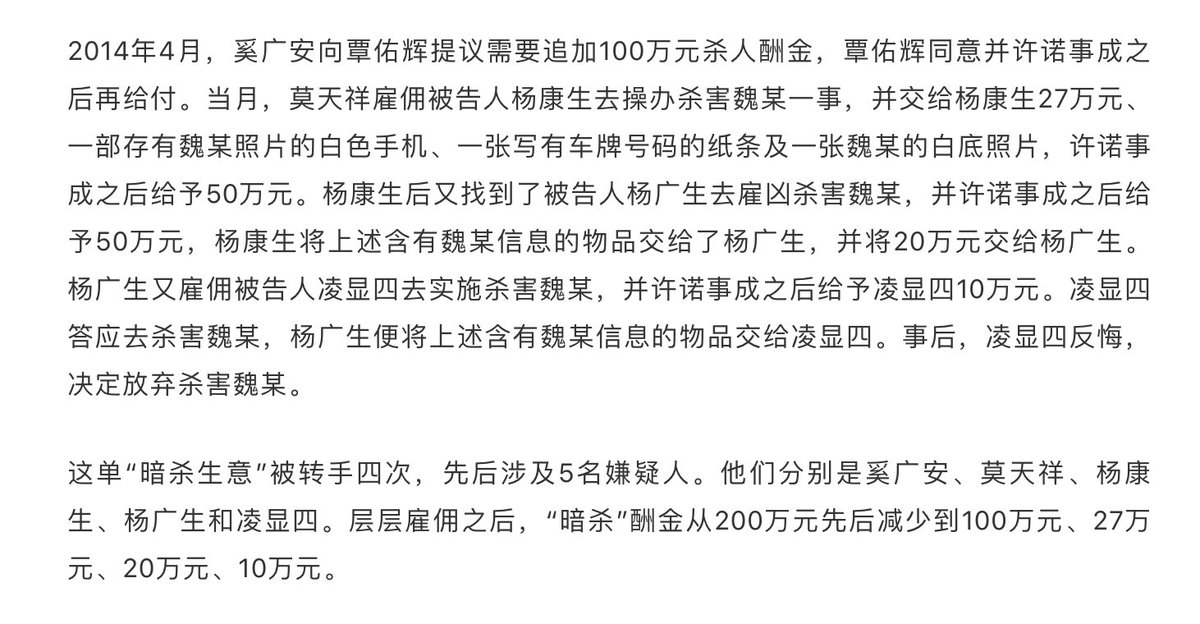 2014年4月，奚广安向覃佑辉提议需要追加100万元杀人酬金，覃佑辉同意并许诺事成之
后再给付。当月，莫天祥雇佣被告人杨康生去操办杀害魏某一事，并交给杨康生27万元、
一部存有魏某照片的白色手机、一张写有车牌号码的纸条及一张魏某的白底照片，许诺事
成之后给予50万元。杨康生后又找到了被告人杨广生去雇凶杀害魏某，并许诺事成之后给
予50万元，杨康生将上述含有魏某信息的物品交给了杨广生，并将20万元交给杨广生。
杨广生又雇佣被告人凌显四去实施杀害魏某，并许诺事成之后给予凌显四10万元。凌显四
答应去杀害魏某，杨广生便将上述含有魏某信息的物品交给凌显四。事后，凌显四反悔，
决定放弃杀害魏某。
这单“暗杀生意”被转手四次，先后涉及5名嫌疑人。他们分别是奚广安、莫天祥、杨康
生、杨广生和凌显四。层层雇佣之后，“暗杀”酬金从200万元先后减少到100万元、27万
元、20万元、10万元。